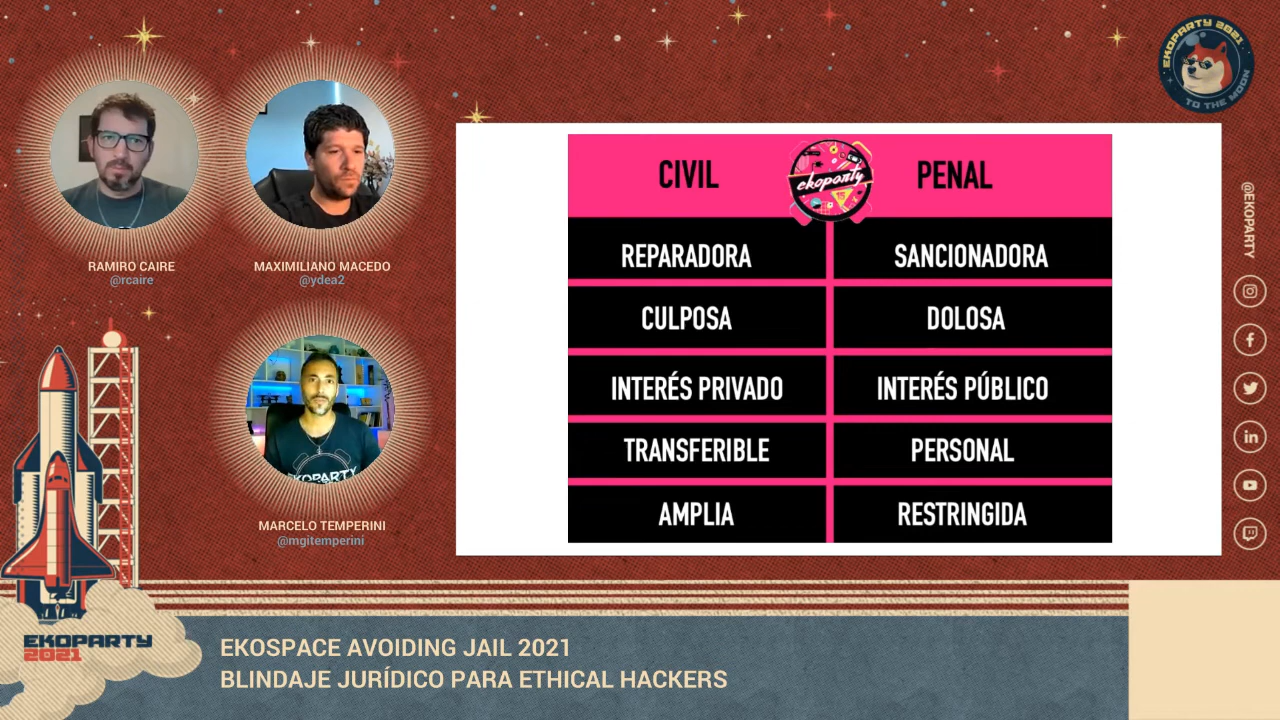 EKOPARTY 2021
TO THE MOON
RAMIRO CAIRE
@rcaire
MAXIMILIANO MACEDO
@ydea2
EKOPARTY
MARCELO TEMPERINI
@mgitemperini
CIVIL
ekoparty
PENAL
REPARADORA
SANCIONADORA
CULPOSA
DOLOSA
INTERÉS PRIVADO
INTERÉS PÚBLICO
TRANSFERIBLE
PERSONAL
AMPLIA
RESTRINGIDA
@EKOPARTY
EKOPARTY
2021
EKOSPACE AVOIDING JAIL 2021
BLINDAJE JURÍDICO PARA ETHICAL HACKERS